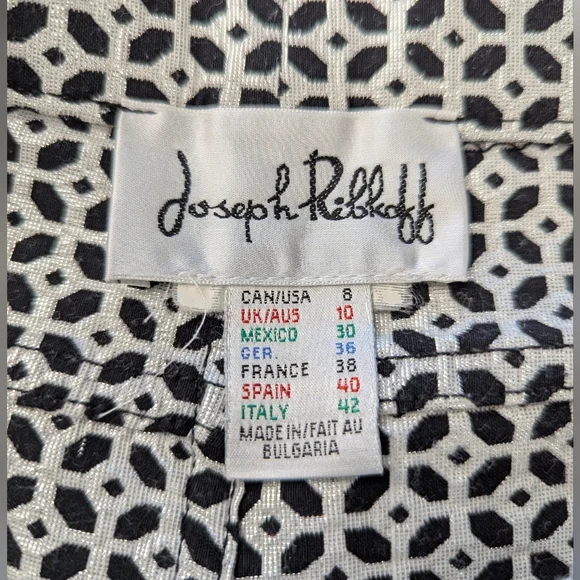 Joseph Ribkoff
CAN/USA 8
UK/AUS 10
MEXICO 30
GER. 36
FRANCE 38
SPAIN 40
ITALY 42
MADE IN/FAIT AU
BULGARIA